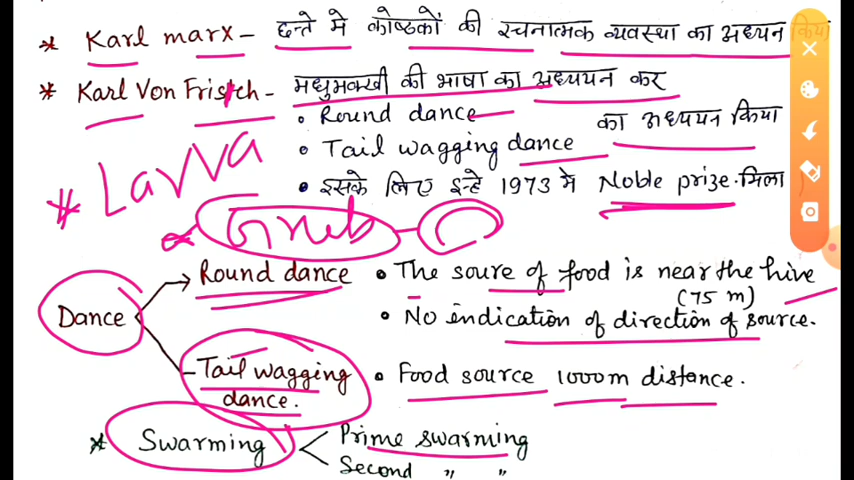 * Karl marx - छन्ते मे कोष्ठकों की रचनात्मक व्यवस्था का अध्यन किया
* Karl Von Fristch - मधुमक्खी की भाषा का अध्ययन कर
• Round dance
का अध्ययन किया
• Tail wagging dance
• इसके लिए इन्हे 1973 मे Noble prize. मिला
* Larva
Grub
Dance
Round dance • The soure of food is near the hive
(75 m)
• No indication of direction of source.
Tail wagging dance. • Food source 1000m distance.
* Swarming
Prime swarming
Second " "